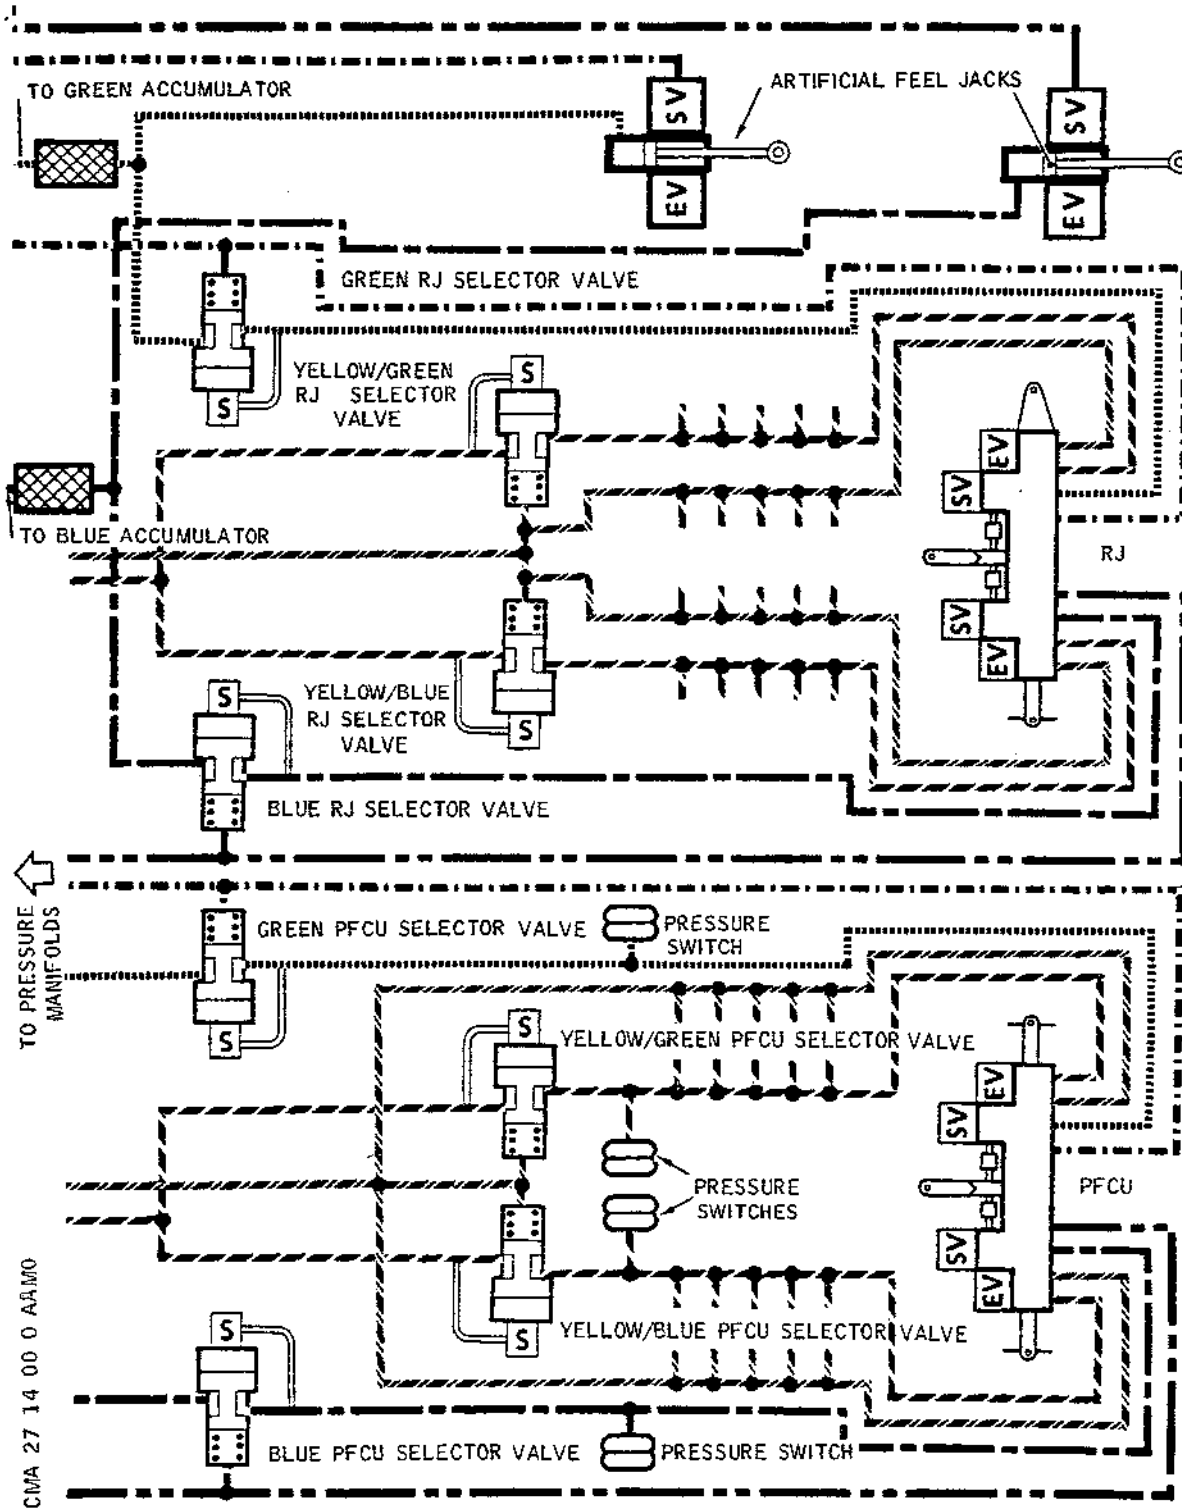 SV
TO GREEN ACCUMULATOR
ARTIFICIAL FEEL JACKS
SV
EV
EV
GREEN RJ SELECTOR VALVE
YELLOW/GREEN
RJ SELECTOR
VALVE
S
S
EV
SV
TO BLUE ACCUMULATOR
RJ
SV
EV
YELLOW/BLUE
RJ SELECTOR
VALVE
S
S
BLUE RJ SELECTOR VALVE
TO PRESSURE
MANIFOLDS
GREEN PFCU SELECTOR VALVE
PRESSURE
SWITCH
S
S
YELLOW/GREEN PFCU SELECTOR VALVE
EV
SV
PRESSURE
SWITCHES
PFCU
SV
EV
S
YELLOW/BLUE PFCU SELECTOR VALVE
S
BLUE PFCU SELECTOR VALVE
PRESSURE SWITCH
CMA 27 14 00 0 AAMO